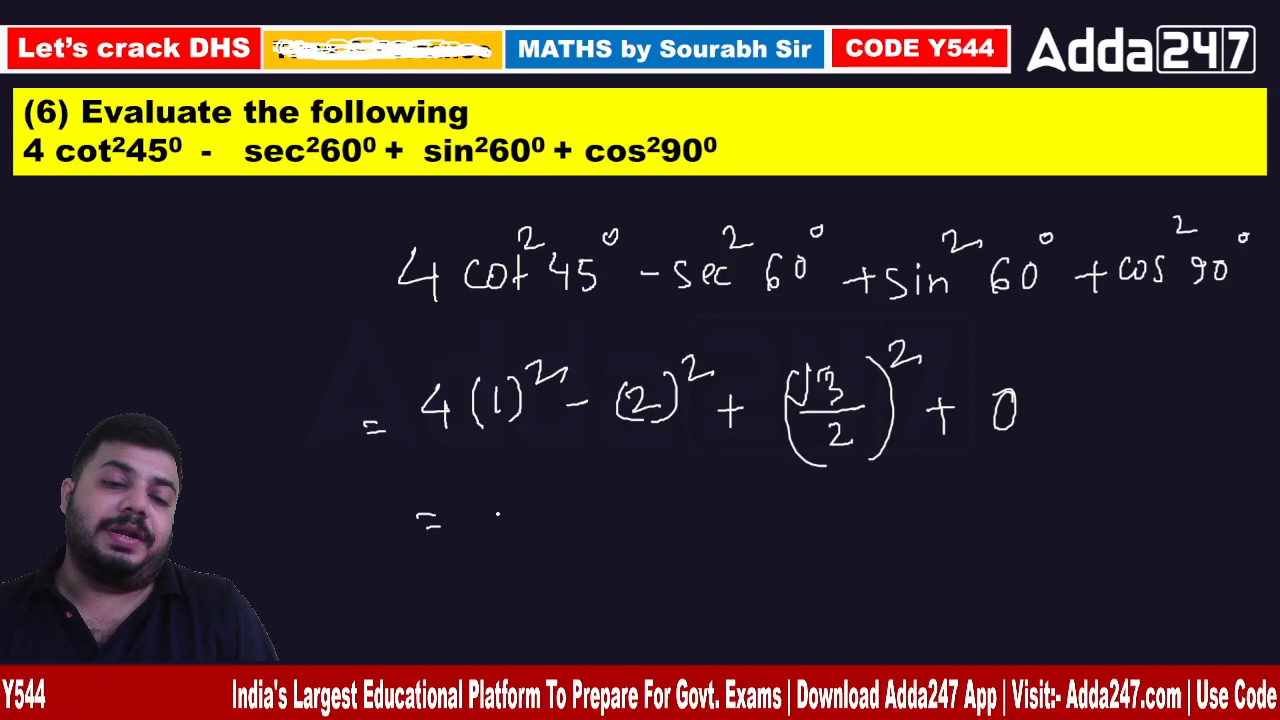 Let's crack DHS MATHS by Sourabh Sir CODE Y544 Adda247
(6) Evaluate the following
4 cot²45⁰ - sec²60⁰ + sin²60⁰ + cos²90⁰
4 cot²45° - sec²60° + sin²60° + cos²90°
= 4(1)² - (2)² + (√3/2)² + 0
=
Adda247
Y544 India's Largest Educational Platform To Prepare For Govt. Exams | Download Adda247 App | Visit:- Adda247.com | Use Code